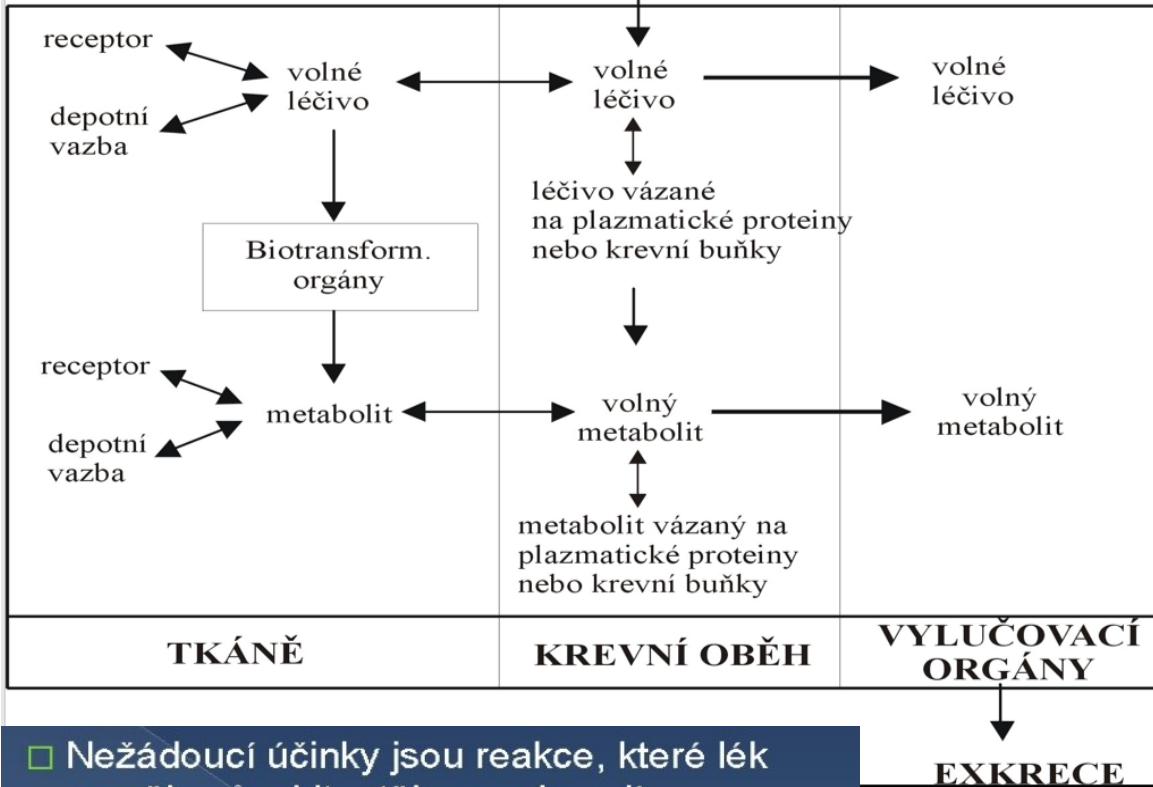 receptor
volné
léčivo
depotní
vazba
volné
léčivo
volné
léčivo
léčivo vázané
na plazmatické proteiny
nebo krevní buňky
Biotransform.
orgány
receptor
metabolit
depotní
vazba
volný
metabolit
volný
metabolit
metabolit vázaný na
plazmatické proteiny
nebo krevní buňky
TKÁNĚ
KREVNÍ OBĚH
VYLUČOVACÍ
ORGÁNY
Nežádoucí účinky jsou reakce, které lék
EXKRECE